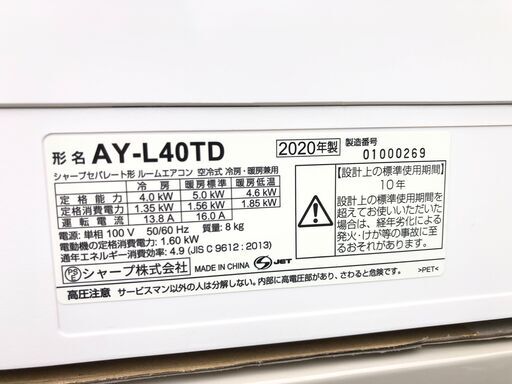 形名 AY-L40TD 2020年製 製造番号 01000269
シャープセパレート形 ルームエアコン 空冷式 冷房・暖房兼用
冷 房 暖房標準 暖房低温
定 格 能 力 4.0 kW 5.0 kW 4.6 kW
定格消費電力 1.35 kW 1.56 kW 1.85 kW
運 転 電 流 13.8 A 16.0 A
電源: 単相 100 V 50/60 Hz 質量: 8 kg
電動機の定格消費電力: 1.60 kW
通年エネルギー消費効率: 4.9 (JIS C 9612 : 2013)
PSE シャープ株式会社 MADE IN CHINA S JET
高圧注意 サービスマン以外の人は分解しない。内部に高電圧部があり、さわると危険です。
【設計上の標準使用期間】
10 年
設計上の標準使用期間を
超えてお使いいただいた
場合は、経年劣化による
発火・けが等の事故に至
るおそれがあります。
>PET<